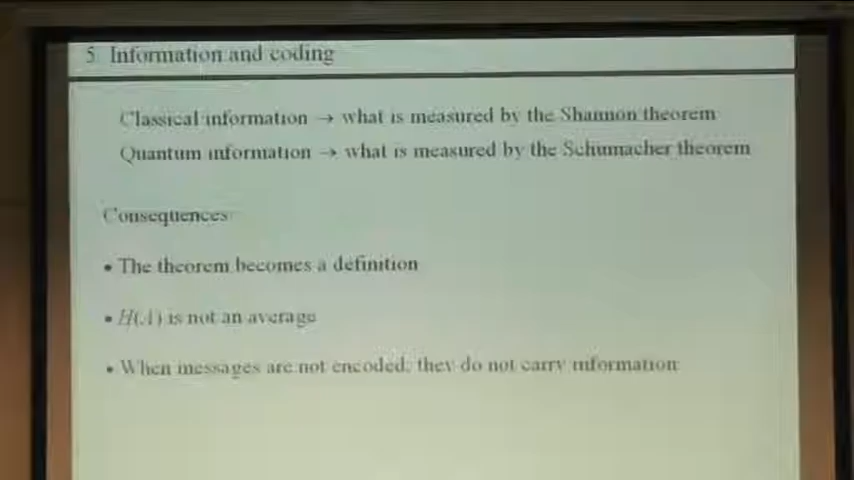 5 Information and coding
Classical information → what is measured by the Shannon theorem
Quantum information → what is measured by the Schumacher theorem
Consequences:
• The theorem becomes a definition
• H(A) is not an average
• When messages are not encoded, they do not carry information